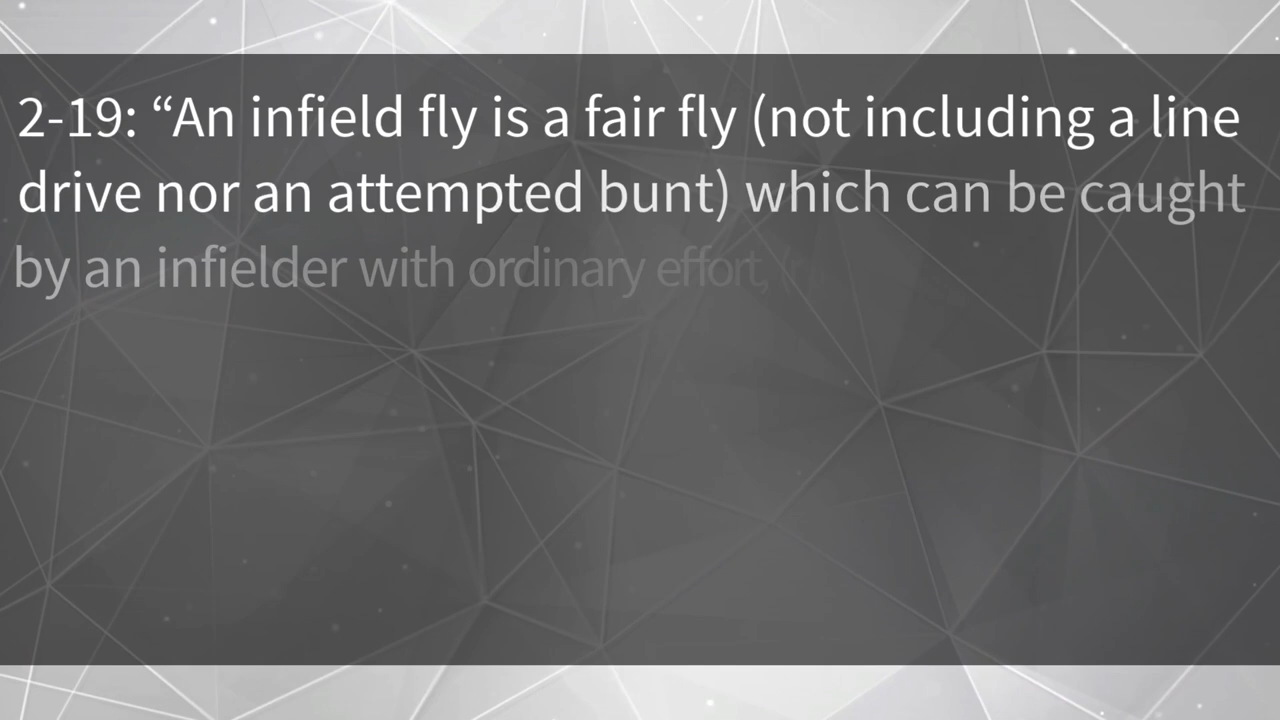 2-19: “An infield fly is a fair fly (not including a line
drive nor an attempted bunt) which can be caught
by an infielder with ordinary effort,